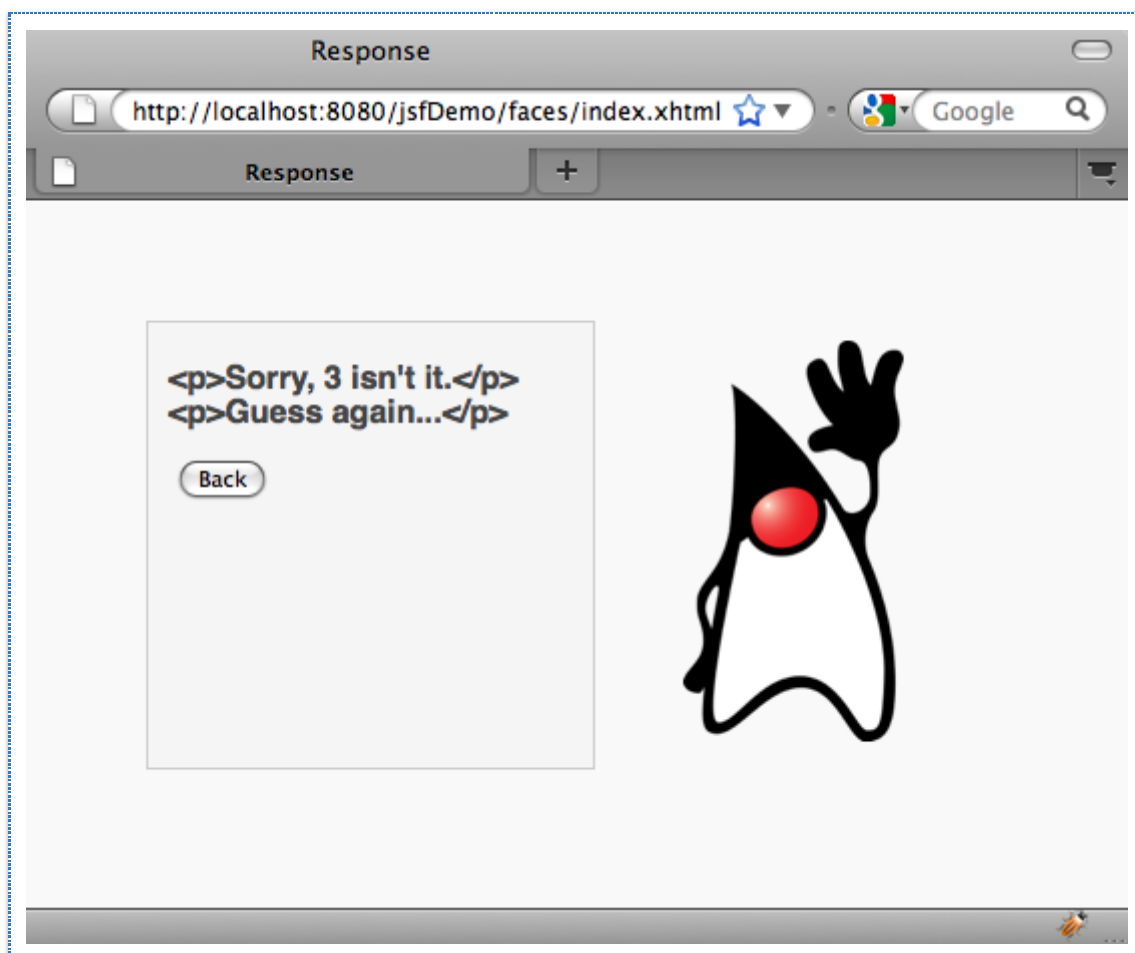 Response
http://localhost:8080/jsfDemo/faces/index.xhtml
Google
Response
+
<p>Sorry, 3 isn't it.</p>
<p>Guess again...</p>
Back